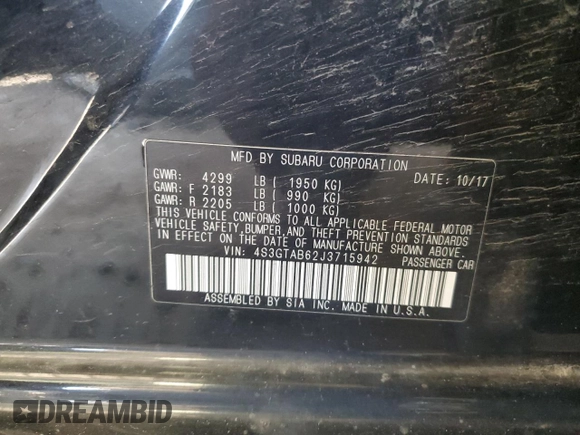 MFD BY SUBARU CORPORATION DATE: 10/17
GVWR: 4299 LB ( 1950 KG)
GAWR: F 2183 LB ( 990 KG)
GAWR: R 2205 LB ( 1000 KG)
THIS VEHICLE CONFORMS TO ALL APPLICABLE FEDERAL MOTOR
VEHICLE SAFETY, BUMPER, AND THEFT PREVENTION STANDARDS
IN EFFECT ON THE DATE OF MANUFACTURE SHOWN ABOVE.
VIN: 4S3GTAB62J3715942 PASSENGER CAR
ASSEMBLED BY SIA INC. MADE IN U.S.A.
DREAMBID